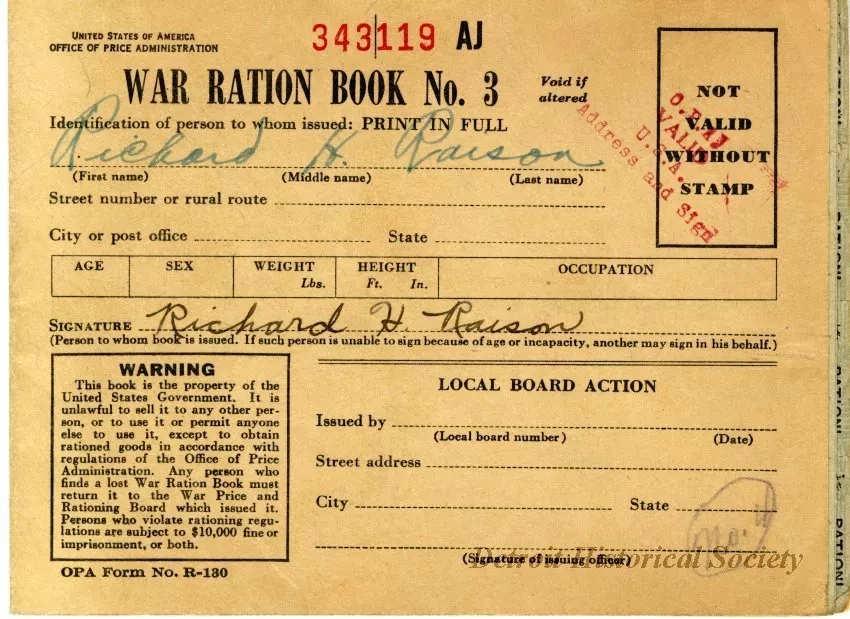 UNITED STATES OF AMERICA
OFFICE OF PRICE ADMINISTRATION
343119 AJ
WAR RATION BOOK No. 3
Void if
altered
Identification of person to whom issued: PRINT IN FULL
Richard H. Raison
(First name) (Middle name) (Last name)
Street number or rural route
City or post office State
AGE SEX WEIGHT HEIGHT OCCUPATION
Lbs. Ft. In.
SIGNATURE Richard H. Raison
(Person to whom book is issued. If such person is unable to sign because of age or incapacity, another may sign in his behalf.)
NOT
VALID
WITHOUT
STAMP
VALID
U.S.A.
Address and Sign
WARNING
This book is the property of the
United States Government. It is
unlawful to sell it to any other per-
son, or to use it or permit anyone
else to use it, except to obtain
rationed goods in accordance with
regulations of the Office of Price
Administration. Any person who
finds a lost War Ration Book must
return it to the War Price and
Rationing Board which issued it.
Persons who violate rationing regu-
lations are subject to $10,000 fine or
imprisonment, or both.
OPA Form No. R-130
LOCAL BOARD ACTION
Issued by
(Local board number) (Date)
Street address
City State
(Signature of issuing officer)
Detroit Historical Society